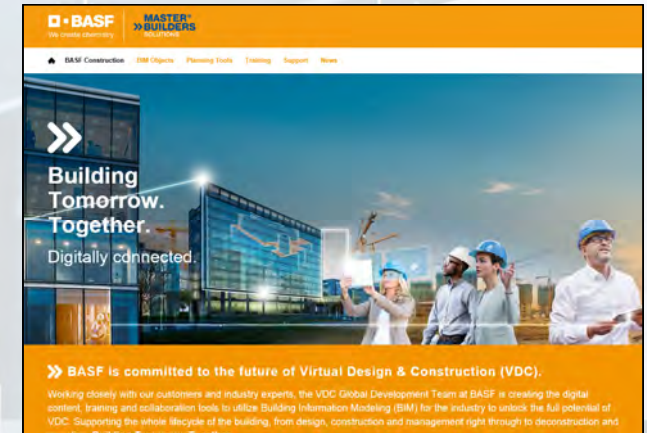 BASF
We create chemistry
MASTER®
BUILDERS
SOLUTIONS
BASF Construction BIM Objects Planning Tools Training Support News
Building
Tomorrow.
Together.
Digitally connected.
BASF is committed to the future of Virtual Design & Construction (VDC).
Working closely with our customers and industry experts, the VDC Global Development Team at BASF is creating the digital
content, training and collaboration tools to utilize Building Information Modeling (BIM) for the industry to unlock the full potential of
VDC. Supporting the whole lifecycle of the building, from design, construction and management right through to deconstruction and